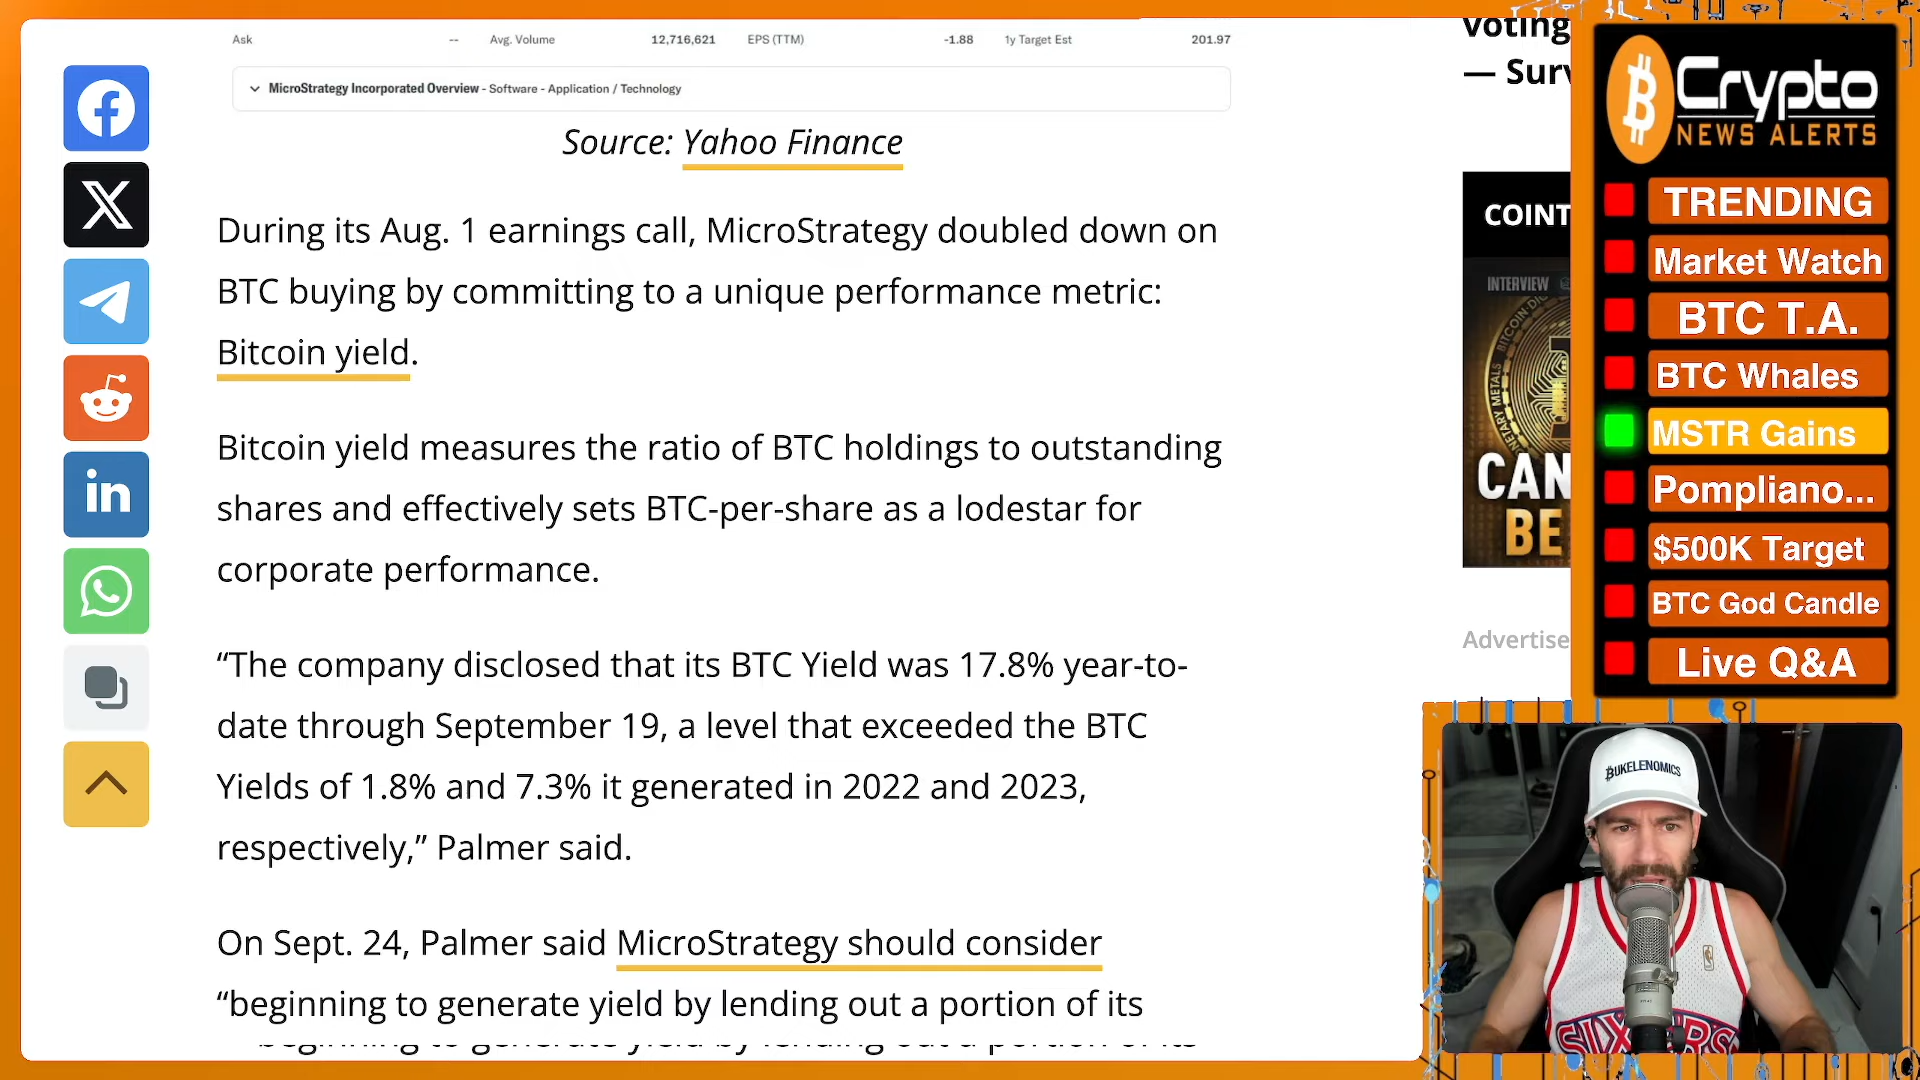 Ask -- Avg. Volume 12,716,621 EPS (TTM) -1.88 1y Target Est 201.97
MicroStrategy Incorporated Overview - Software - Application / Technology
Source: Yahoo Finance
During its Aug. 1 earnings call, MicroStrategy doubled down on
BTC buying by committing to a unique performance metric:
Bitcoin yield.
Bitcoin yield measures the ratio of BTC holdings to outstanding
shares and effectively sets BTC-per-share as a lodestar for
corporate performance.
“The company disclosed that its BTC Yield was 17.8% year-to-
date through September 19, a level that exceeded the BTC
Yields of 1.8% and 7.3% it generated in 2022 and 2023,
respectively,” Palmer said.
On Sept. 24, Palmer said MicroStrategy should consider
“beginning to generate yield by lending out a portion of its
voting
— Surv
COINT
INTERVIEW
CAN
BE
Advertise
Crypto
NEWS ALERTS
TRENDING
Market Watch
BTC T.A.
BTC Whales
MSTR Gains
Pompliano...
$500K Target
BTC God Candle
Live Q&A
BUKELENOMICS
SIXERS